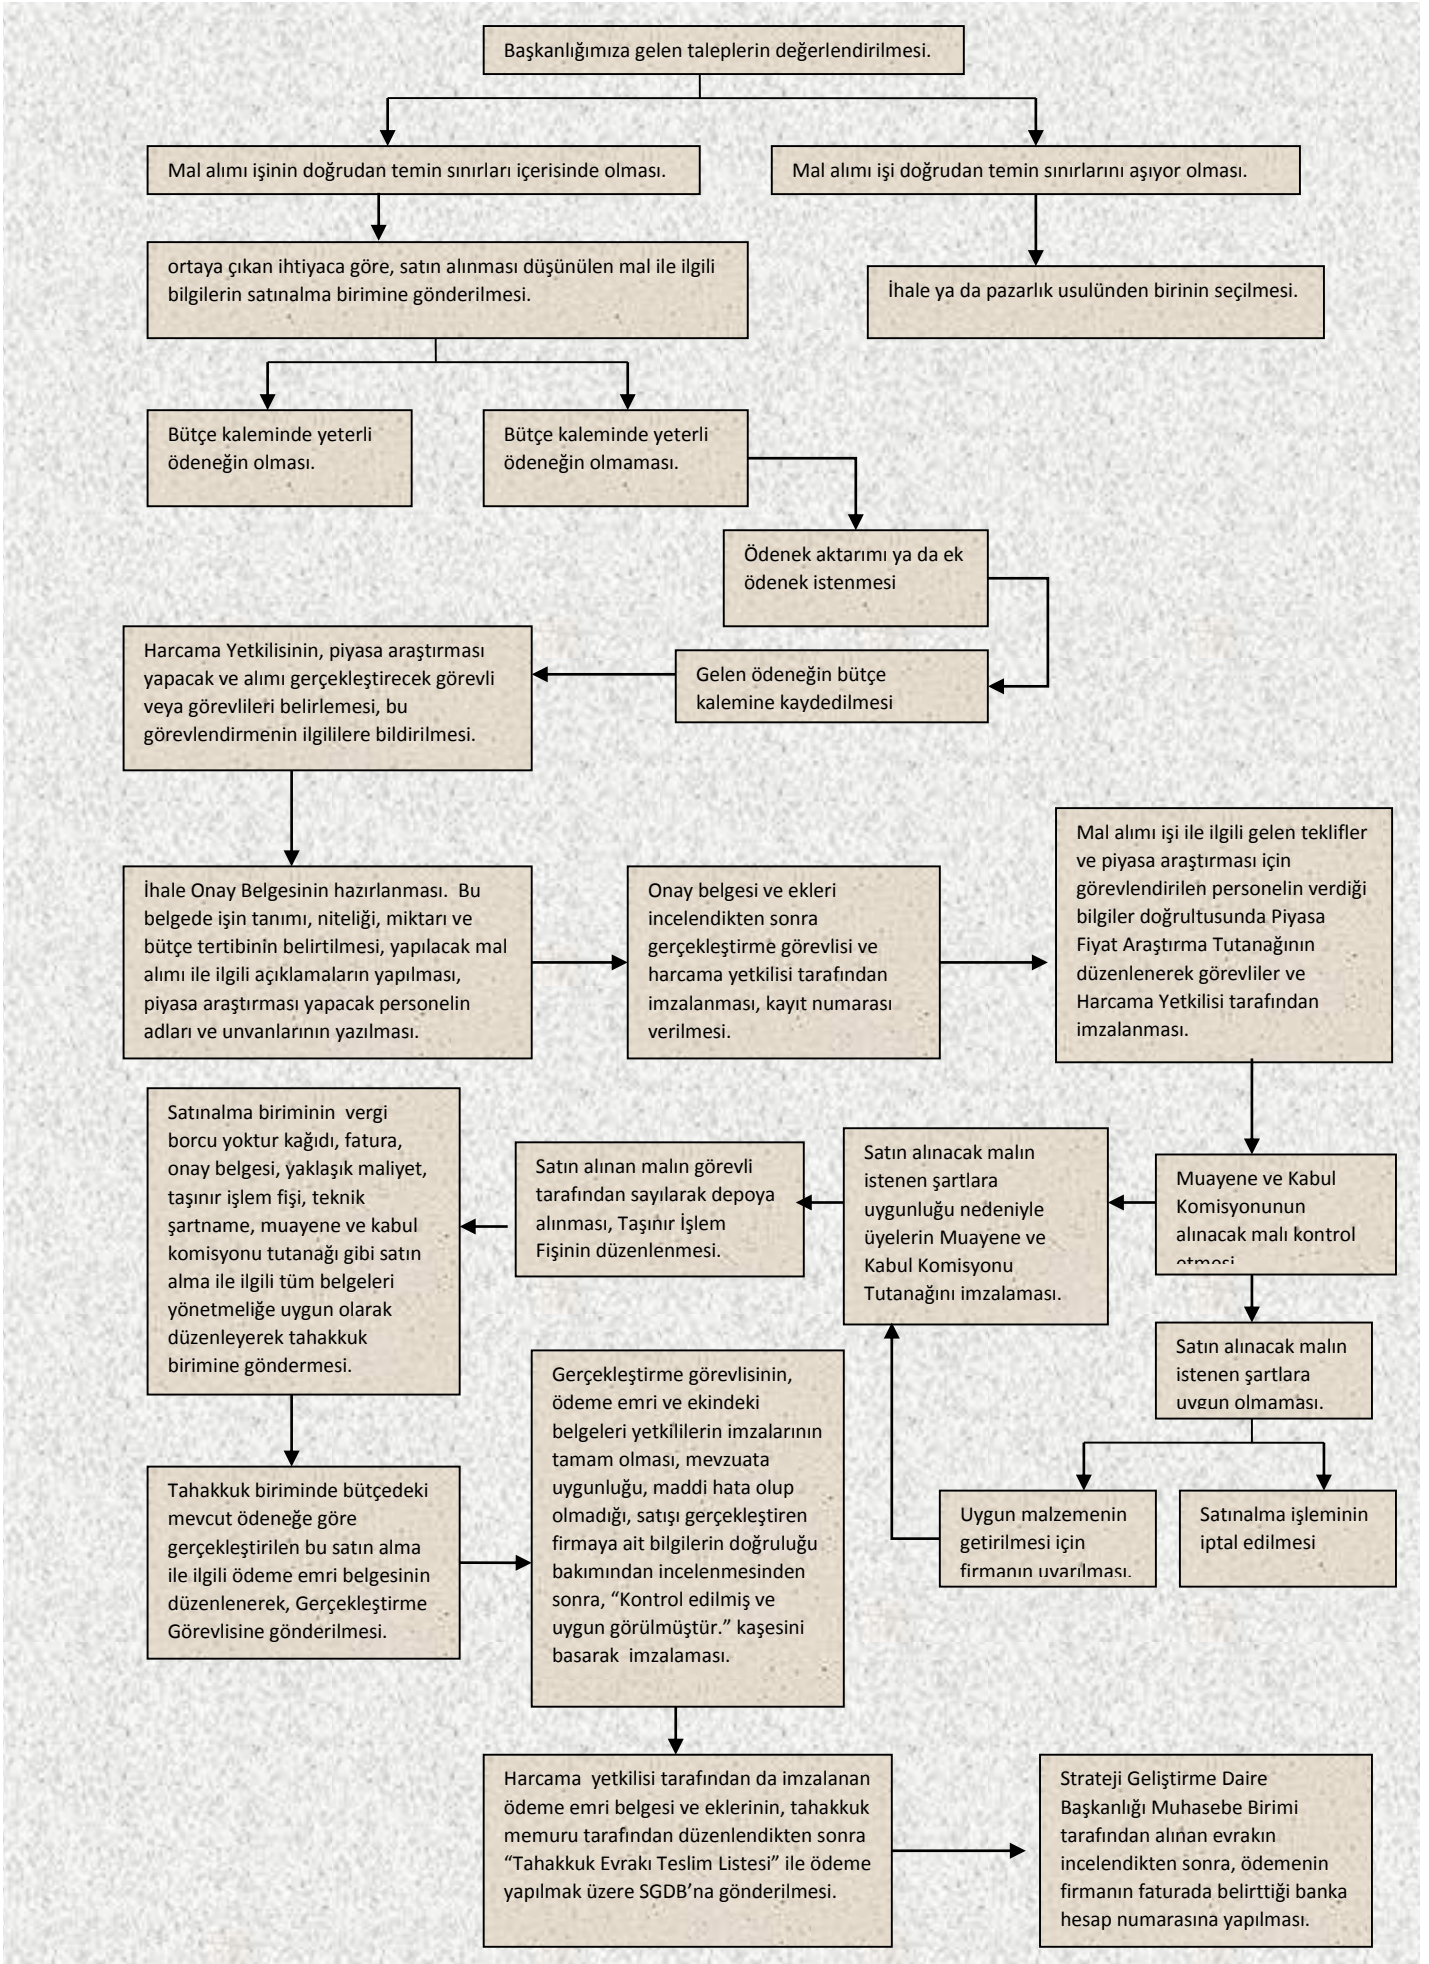 Başkanlığımıza gelen taleplerin değerlendirilmesi.
Mal alımı işinin doğrudan temin sınırları içerisinde olması.
Mal alımı işi doğrudan temin sınırlarını aşıyor olması.
ortaya çıkan ihtiyaca göre, satın alınması düşünülen mal ile ilgili
bilgilerin satınalma birimine gönderilmesi.
İhale ya da pazarlık usulünden birinin seçilmesi.
Bütçe kaleminde yeterli
ödeneğin olması.
Bütçe kaleminde yeterli
ödeneğin olmaması.
Ödenek aktarımı ya da ek
ödenek istenmesi
Gelen ödeneğin bütçe
kalemine kaydedilmesi
Harcama Yetkilisinin, piyasa araştırması
yapacak ve alımı gerçekleştirecek görevli
veya görevlileri belirlemesi, bu
görevlendirmenin ilgililere bildirilmesi.
İhale Onay Belgesinin hazırlanması.  Bu
belgede işin tanımı, niteliği, miktarı ve
bütçe tertibinin belirtilmesi, yapılacak mal
alımı ile ilgili açıklamaların yapılması,
piyasa araştırması yapacak personelin
adları ve unvanlarının yazılması.
Onay belgesi ve ekleri
incelendikten sonra
gerçekleştirme görevlisi ve
harcama yetkilisi tarafından
imzalanması, kayıt numarası
verilmesi.
Mal alımı işi ile ilgili gelen teklifler
ve piyasa araştırması için
görevlendirilen personelin verdiği
bilgiler doğrultusunda Piyasa
Fiyat Araştırma Tutanağının
düzenlenerek görevliler ve
Harcama Yetkilisi tarafından
imzalanması.
Muayene ve Kabul
Komisyonunun
alınacak malı kontrol
etmesi
Satın alınacak malın
istenen şartlara
uygunluğu nedeniyle
üyelerin Muayene ve
Kabul Komisyonu
Tutanağını imzalaması.
Satın alınan malın görevli
tarafından sayılarak depoya
alınması, Taşınır İşlem
Fişinin düzenlenmesi.
Satınalma biriminin  vergi
borcu yoktur kağıdı, fatura,
onay belgesi, yaklaşık maliyet,
taşınır işlem fişi, teknik
şartname, muayene ve kabul
komisyonu tutanağı gibi satın
alma ile ilgili tüm belgeleri
yönetmeliğe uygun olarak
düzenleyerek tahakkuk
birimine göndermesi.
Satın alınacak malın
istenen şartlara
uygun olmaması.
Uygun malzemenin
getirilmesi için
firmanın uyarılması.
Satınalma işleminin
iptal edilmesi
Tahakkuk biriminde bütçedeki
mevcut ödeneğe göre
gerçekleştirilen bu satın alma
ile ilgili ödeme emri belgesinin
düzenlenerek, Gerçekleştirme
Görevlisine gönderilmesi.
Gerçekleştirme görevlisinin,
ödeme emri ve ekindeki
belgeleri yetkililerin imzalarının
tamam olması, mevzuata
uygunluğu, maddi hata olup
olmadığı, satışı gerçekleştiren
firmaya ait bilgilerin doğruluğu
bakımından incelenmesinden
sonra, “Kontrol edilmiş ve
uygun görülmüştür.” kaşesini
basarak  imzalaması.
Harcama  yetkilisi tarafından da imzalanan
ödeme emri belgesi ve eklerinin, tahakkuk
memuru tarafından düzenlendikten sonra
“Tahakkuk Evrakı Teslim Listesi” ile ödeme
yapılmak üzere SGDB’na gönderilmesi.
Strateji Geliştirme Daire
Başkanlığı Muhasebe Birimi
tarafından alınan evrakın
incelendikten sonra, ödemenin
firmanın faturada belirttiği banka
hesap numarasına yapılması.